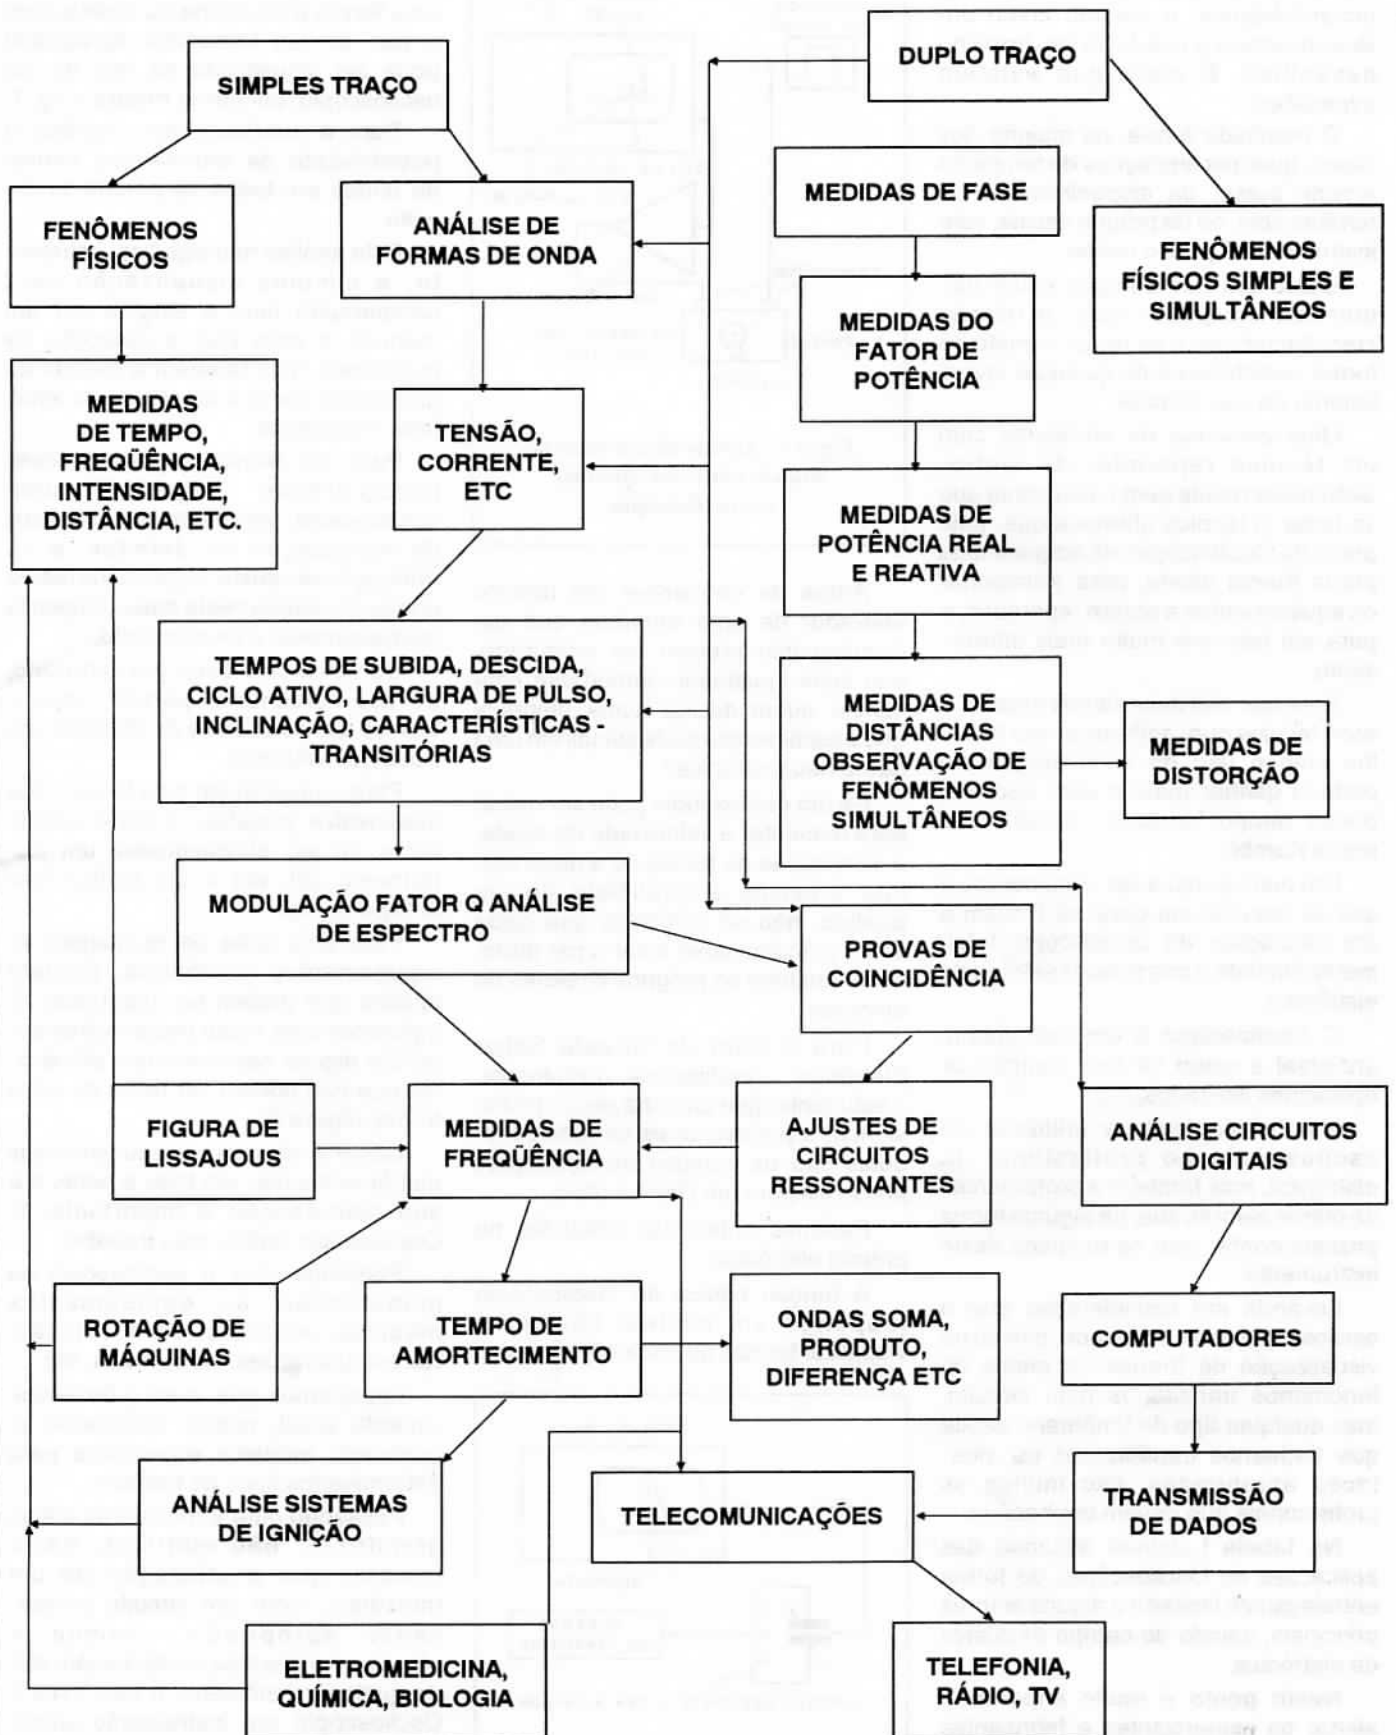 SIMPLES TRAÇO
DUPLO TRAÇO
FENÔMENOS
FÍSICOS
ANÁLISE DE
FORMAS DE ONDA
MEDIDAS DE FASE
FENÔMENOS
FÍSICOS SIMPLES E
SIMULTÂNEOS
MEDIDAS DO
FATOR DE
POTÊNCIA
MEDIDAS
DE TEMPO,
FREQÜÊNCIA,
INTENSIDADE,
DISTÂNCIA, ETC.
TENSÃO,
CORRENTE,
ETC
MEDIDAS DE
POTÊNCIA REAL
E REATIVA
TEMPOS DE SUBIDA, DESCIDA,
CICLO ATIVO, LARGURA DE PULSO,
INCLINAÇÃO, CARACTERÍSTICAS -
TRANSITÓRIAS
MEDIDAS DE
DISTÂNCIAS
OBSERVAÇÃO DE
FENÔMENOS
SIMULTÂNEOS
MEDIDAS DE
DISTORÇÃO
MODULAÇÃO FATOR Q ANÁLISE
DE ESPECTRO
PROVAS DE
COINCIDÊNCIA
FIGURA DE
LISSAJOUS
MEDIDAS DE
FREQÜÊNCIA
AJUSTES DE
CIRCUITOS
RESSONANTES
ANÁLISE CIRCUITOS
DIGITAIS
ROTAÇÃO DE
MÁQUINAS
TEMPO DE
AMORTECIMENTO
ONDAS SOMA,
PRODUTO,
DIFERENÇA ETC
COMPUTADORES
ANÁLISE SISTEMAS
DE IGNIÇÃO
TELECOMUNICAÇÕES
TRANSMISSÃO
DE DADOS
ELETROMEDICINA,
QUÍMICA, BIOLOGIA
TELEFONIA,
RÁDIO, TV